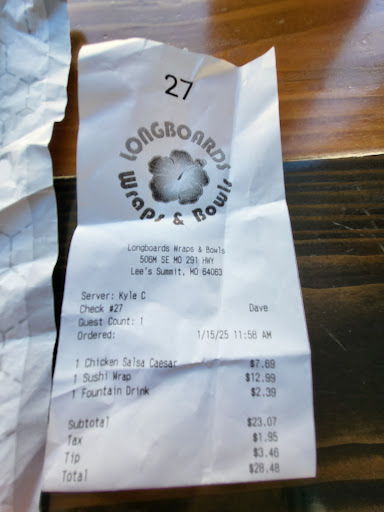 27
LONGBOARDS
Wraps & Bowls
Longboards Wraps & Bowls
506M SE MO 291 HWY
Lee's Summit, MO 64063
Server: Kyle C
Check #27 Dave
Guest Count: 1
Ordered: 1/15/25 11:58 AM
1 Chicken Salsa Caesar $7.69
1 Sushi Wrap $12.99
1 Fountain Drink $2.39
Subtotal $23.07
Tax $1.95
Tip $3.46
Total $28.48